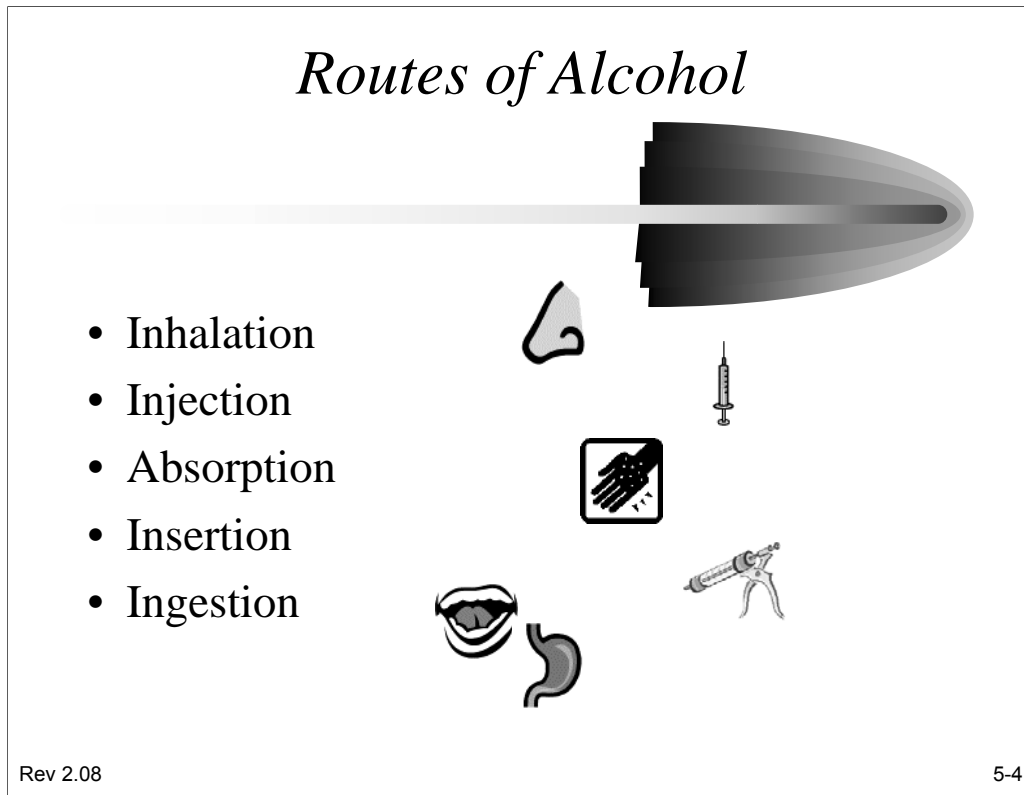 Routes of Alcohol
• Inhalation
• Injection
• Absorption
• Insertion
• Ingestion
Rev 2.08
5-4